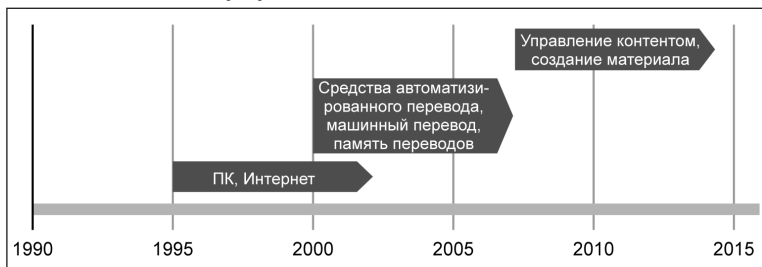 Управление контентом,
создание материала
Средства автоматизи-
рованного перевода,
машинный перевод,
память переводов
ПК, Интернет
1990 1995 2000 2005 2010 2015